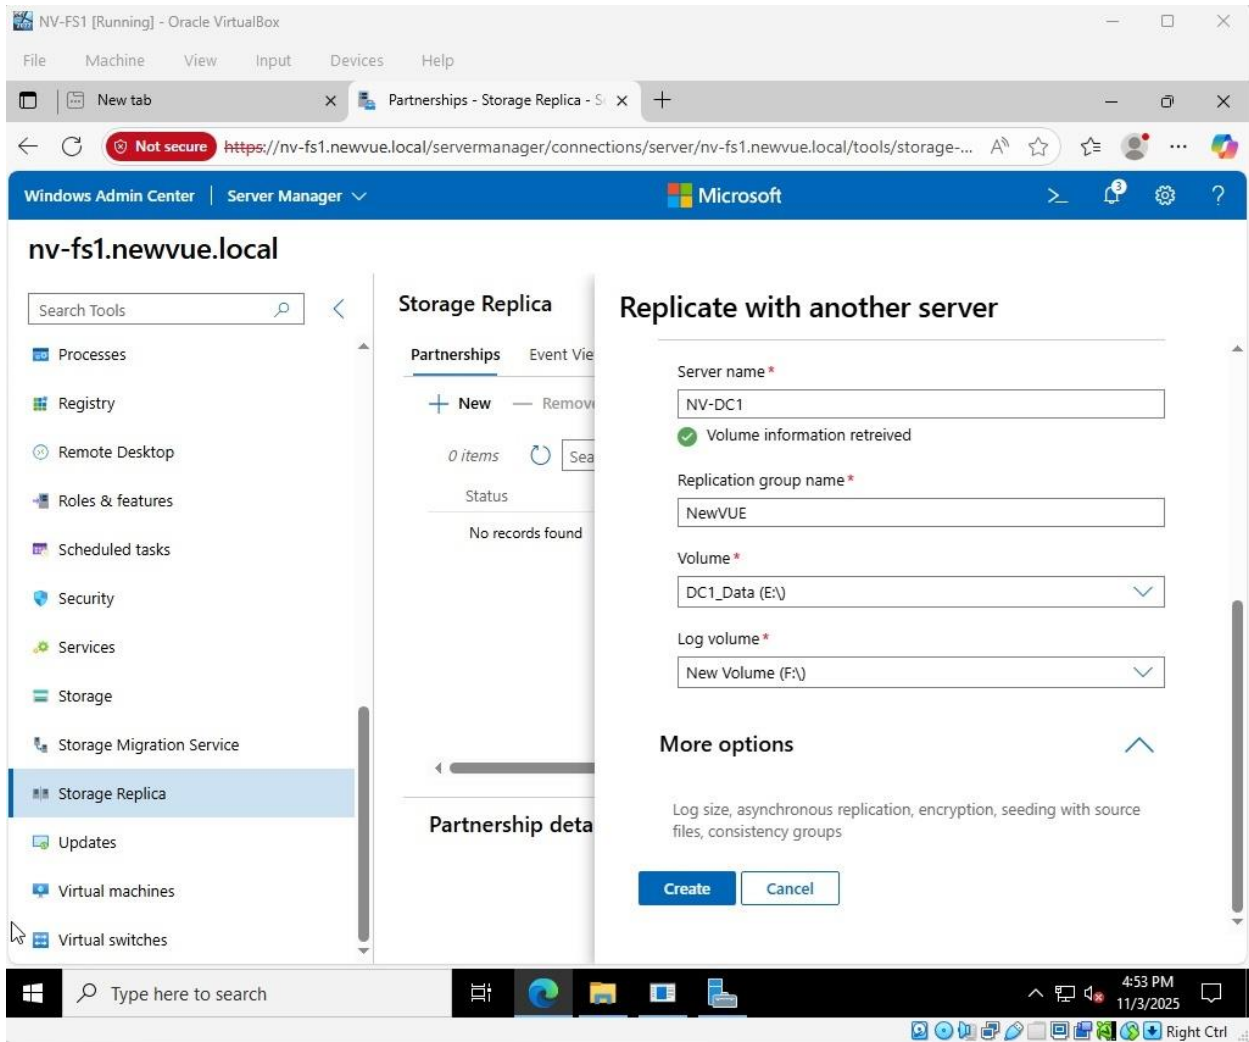 NV-FS1 [Running] - Oracle VirtualBox
File Machine View Input Devices Help
New tab
Partnerships - Storage Replica - S
Not secure https://nv-fs1.newvue.local/servermanager/connections/server/nv-fs1.newvue.local/tools/storage-...
Windows Admin Center | Server Manager
Microsoft
3
nv-fs1.newvue.local
Search Tools
Processes
Registry
Remote Desktop
Roles & features
Scheduled tasks
Security
Services
Storage
Storage Migration Service
Storage Replica
Updates
Virtual machines
Virtual switches
Storage Replica
Partnerships Event Vie
New Remov
0 items Sea
Status
No records found
Partnership deta
Replicate with another server
Server name *
NV-DC1
Volume information retreived
Replication group name *
NewVUE
Volume *
DC1_Data (E:\)
Log volume *
New Volume (F:\)
More options
Log size, asynchronous replication, encryption, seeding with source
files, consistency groups
Create Cancel
Type here to search
4:53 PM
11/3/2025
Right Ctrl